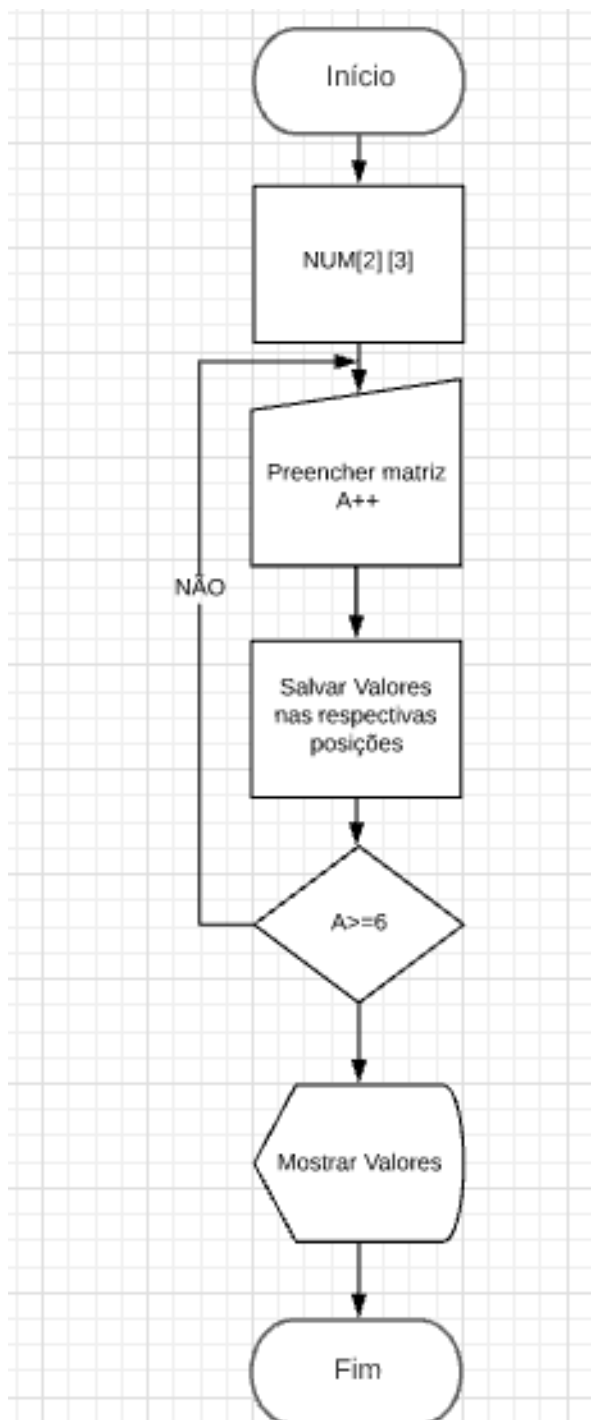 Início
NUM[2] [3]
Preencher matriz
A++
NÃO
Salvar Valores
nas respectivas
posições
A>=6
Mostrar Valores
Fim